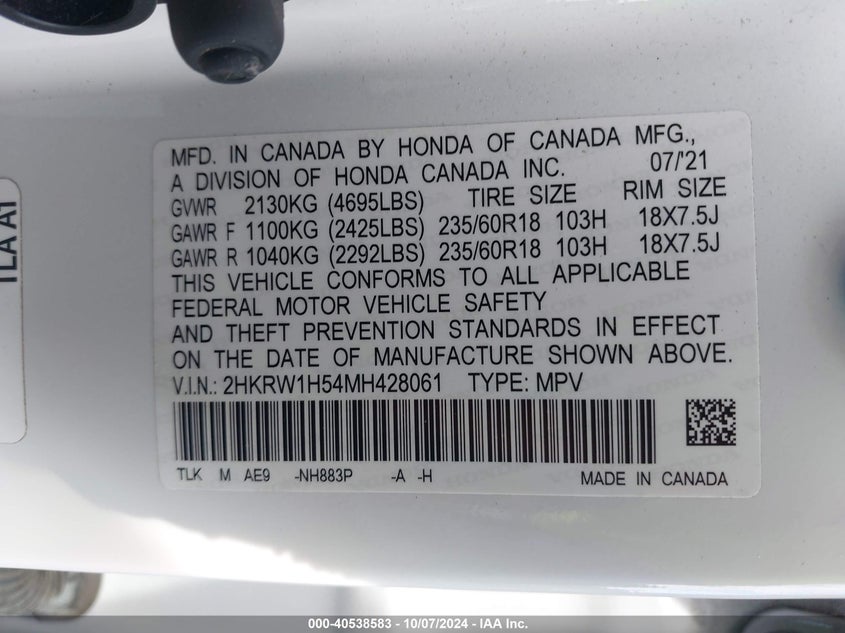 MFD. IN CANADA BY HONDA OF CANADA MFG.,
A DIVISION OF HONDA CANADA INC. 07/'21
GVWR 2130KG (4695LBS) TIRE SIZE RIM SIZE
GAWR F 1100KG (2425LBS) 235/60R18 103H 18X7.5J
GAWR R 1040KG (2292LBS) 235/60R18 103H 18X7.5J
THIS VEHICLE CONFORMS TO ALL APPLICABLE
FEDERAL MOTOR VEHICLE SAFETY
AND THEFT PREVENTION STANDARDS IN EFFECT
ON THE DATE OF MANUFACTURE SHOWN ABOVE.
V.I.N.: 2HKRW1H54MH428061 TYPE: MPV
TLK M AE9 -NH883P -A -H MADE IN CANADA
TLA A1
000-40538583 - 10/07/2024 - IAA Inc.